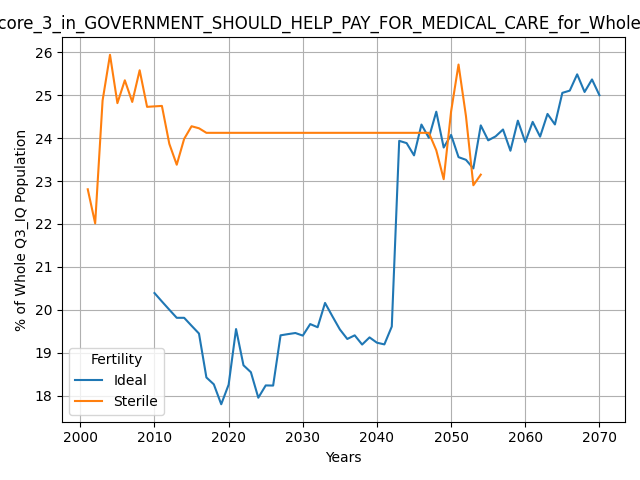 core_3_in_GOVERNMENT_SHOULD_HELP_PAY_FOR_MEDICAL_CARE_for_Whole
% of Whole Q3_IQ Population
26
25
24
23
22
21
20
19
18
Fertility
Ideal
Sterile
2000 2010 2020 2030 2040 2050 2060 2070
Years